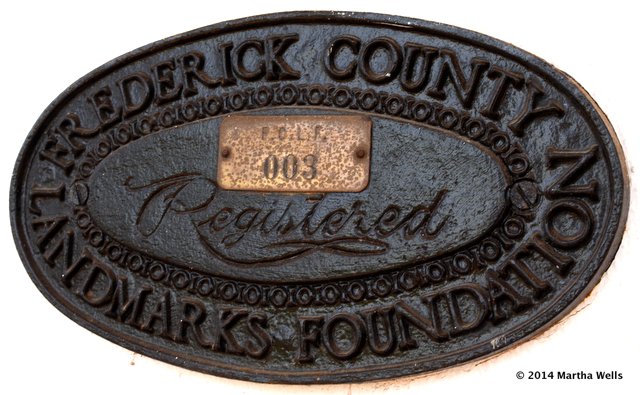 FREDERICK COUNTY
F.C.L.F.
003
Registered
LANDMARKS FOUNDATION
© 2014 Martha Wells